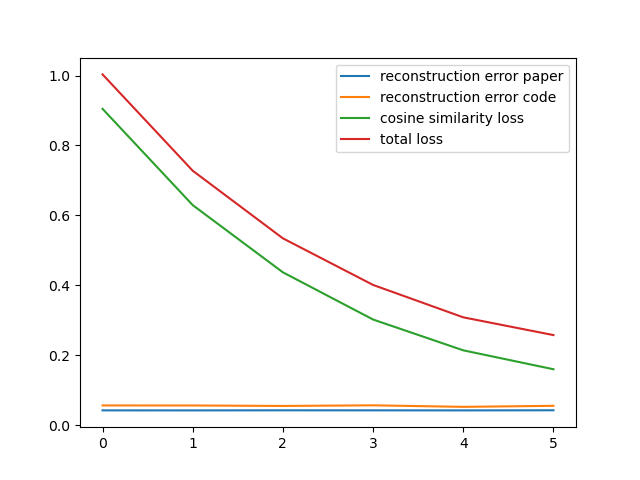 reconstruction error paper
reconstruction error code
cosine similarity loss
total loss
1.0
0.8
0.6
0.4
0.2
0.0
0 1 2 3 4 5